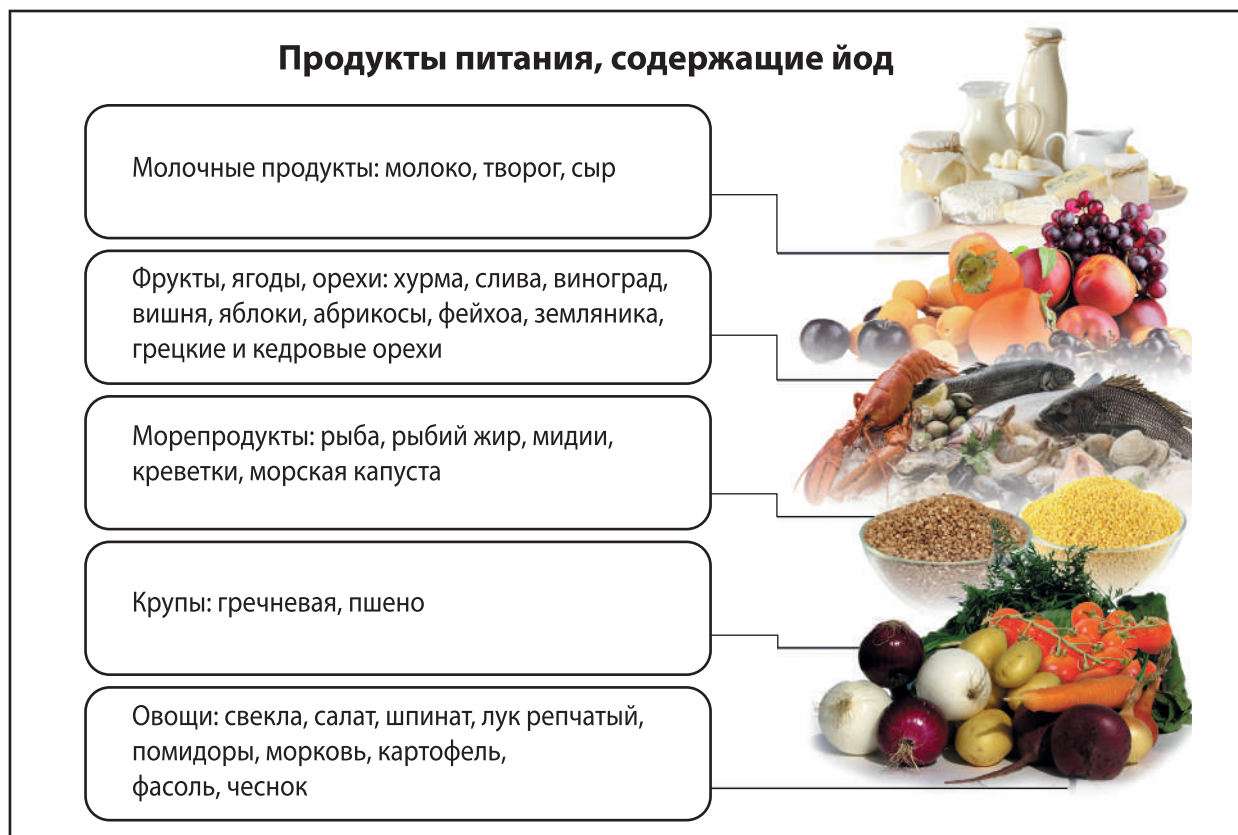 Продукты питания, содержащие йод
Молочные продукты: молоко, творог, сыр
Фрукты, ягоды, орехи: хурма, слива, виноград,
вишня, яблоки, абрикосы, фейхоа, земляника,
грецкие и кедровые орехи
Морепродукты: рыба, рыбий жир, мидии,
креветки, морская капуста
Крупы: гречневая, пшено
Овощи: свекла, салат, шпинат, лук репчатый,
помидоры, морковь, картофель,
фасоль, чеснок